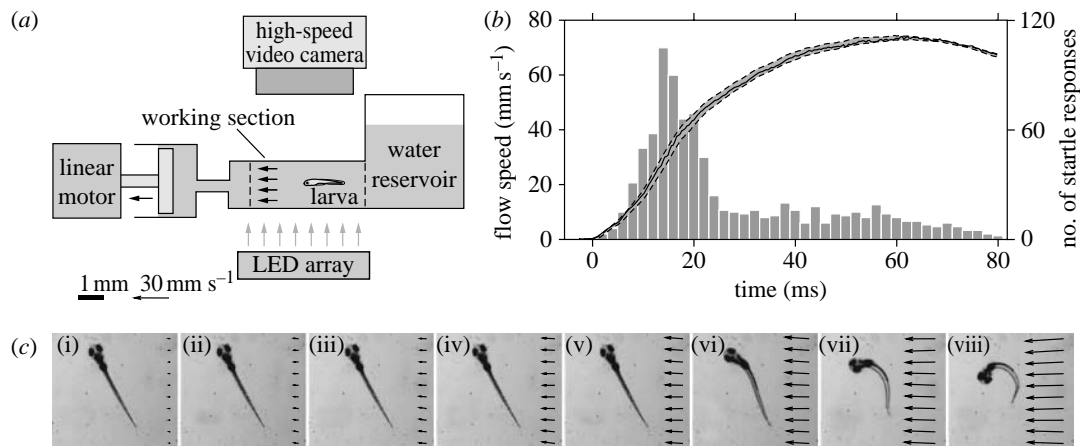 (a)
high-speed
video camera
working section
linear
motor
larva
water
reservoir
LED array
1 mm 30 mm s⁻¹
(b)
80
60
40
20
0
flow speed (mm s⁻¹)
120
60
0
no. of startle responses
0 20 40 60 80
time (ms)
(c)
(i) (ii) (iii) (iv) (v) (vi) (vii) (viii)